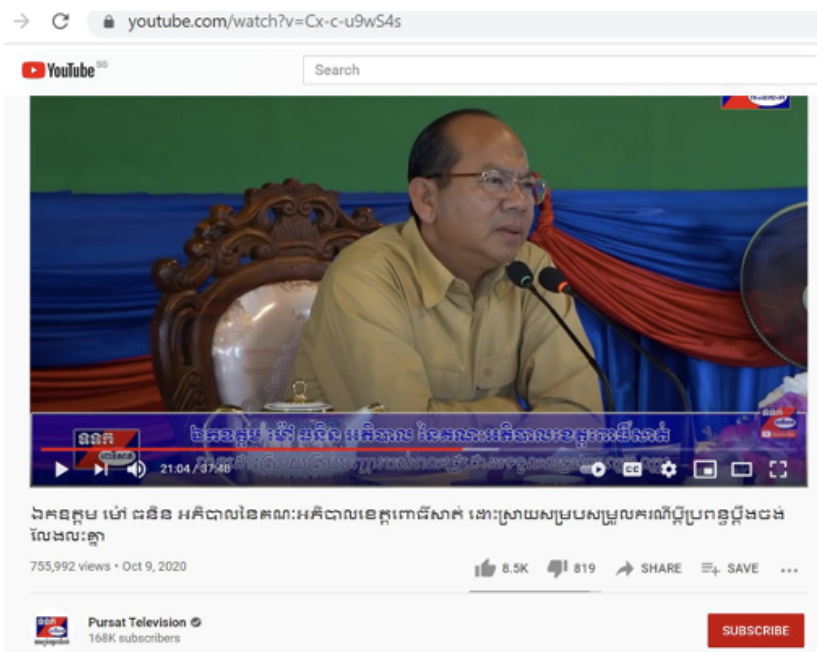 youtube.com/watch?v=Cx-c-u9wS4s
YouTube SG
Search
ឯកឧត្តម ម៉ៅ ធនិន អភិបាល នៃគណៈអភិបាលខេត្តពោធិ៍សាត់
21:04 / 37:48
CC
ឯកឧត្តម ម៉ៅ ធនិន អភិបាលនៃគណៈអភិបាលខេត្តពោធិ៍សាត់ ដោះស្រាយសម្របសម្រួលករណីប្តីប្រពន្ធប្តឹងចង់
លែងលះគ្នា
755,992 views • Oct 9, 2020
8.5K
819
SHARE
SAVE
Pursat Television
168K subscribers
SUBSCRIBE